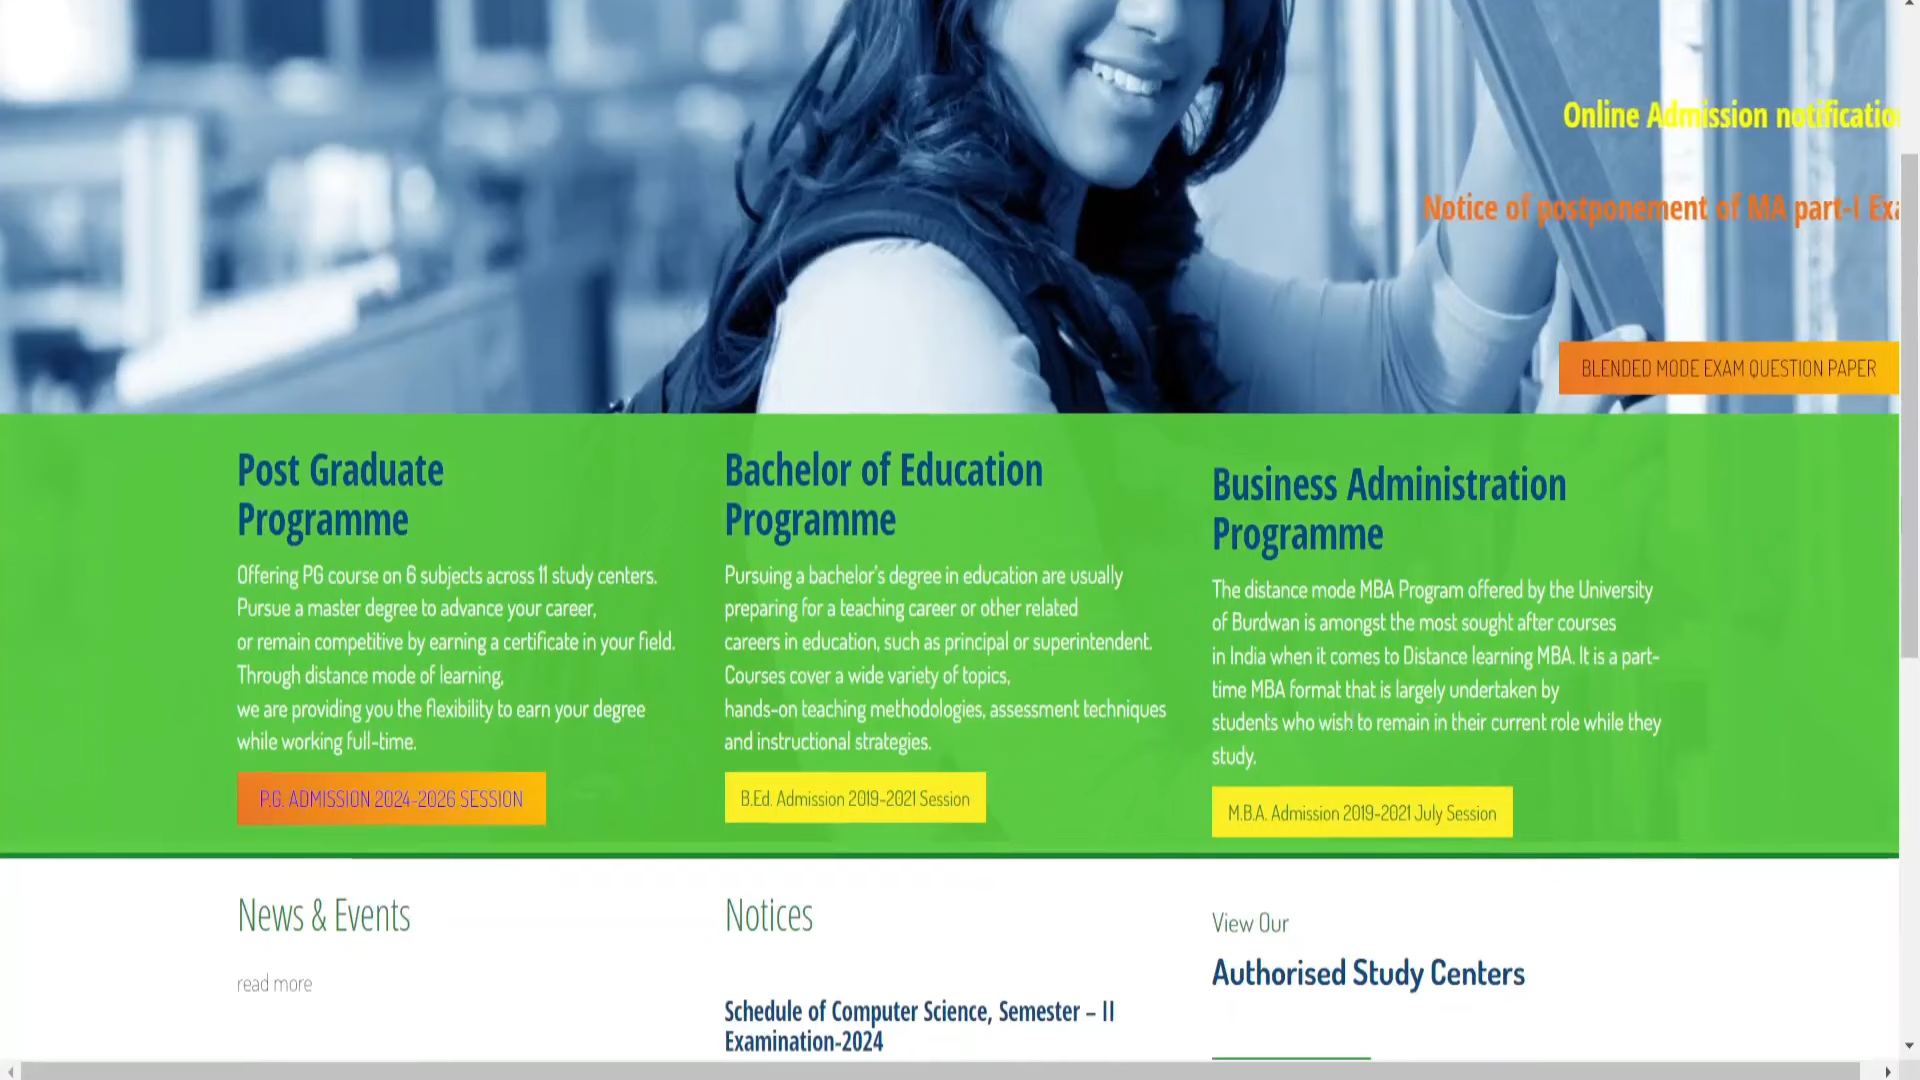 Online Admission notificatio
Notice of postponement of MA part-I Exa
BLENDED MODE EXAM QUESTION PAPER
Post Graduate
Programme
Offering PG course on 6 subjects across 11 study centers.
Pursue a master degree to advance your career,
or remain competitive by earning a certificate in your field.
Through distance mode of learning,
we are providing you the flexibility to earn your degree
while working full-time.
P.G. ADMISSION 2024-2026 SESSION
Bachelor of Education
Programme
Pursuing a bachelor's degree in education are usually
preparing for a teaching career or other related
careers in education, such as principal or superintendent.
Courses cover a wide variety of topics,
hands-on teaching methodologies, assessment techniques
and instructional strategies.
B.Ed. Admission 2019-2021 Session
Business Administration
Programme
The distance mode MBA Program offered by the University
of Burdwan is amongst the most sought after courses
in India when it comes to Distance learning MBA. It is a part-
time MBA format that is largely undertaken by
students who wish to remain in their current role while they
study.
M.B.A. Admission 2019-2021 July Session
News & Events
read more
Notices
Schedule of Computer Science, Semester – II
Examination-2024
View Our
Authorised Study Centers